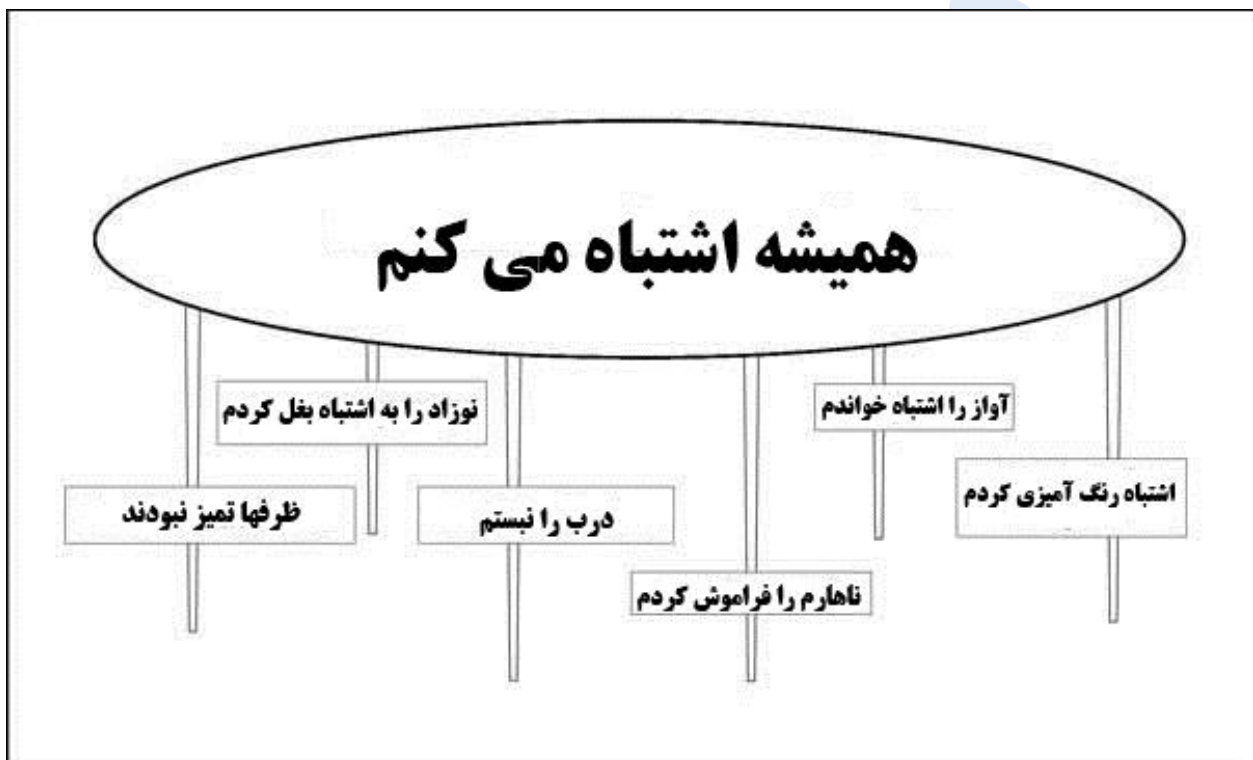 همیشه اشتباه می کنم
آواز را اشتباه خواندم
نوزاد را به اشتباه بغل کردم
اشتباه رنگ آمیزی کردم
درب را نبستم
ظرفها تمیز نبودند
ناهارم را فراموش کردم